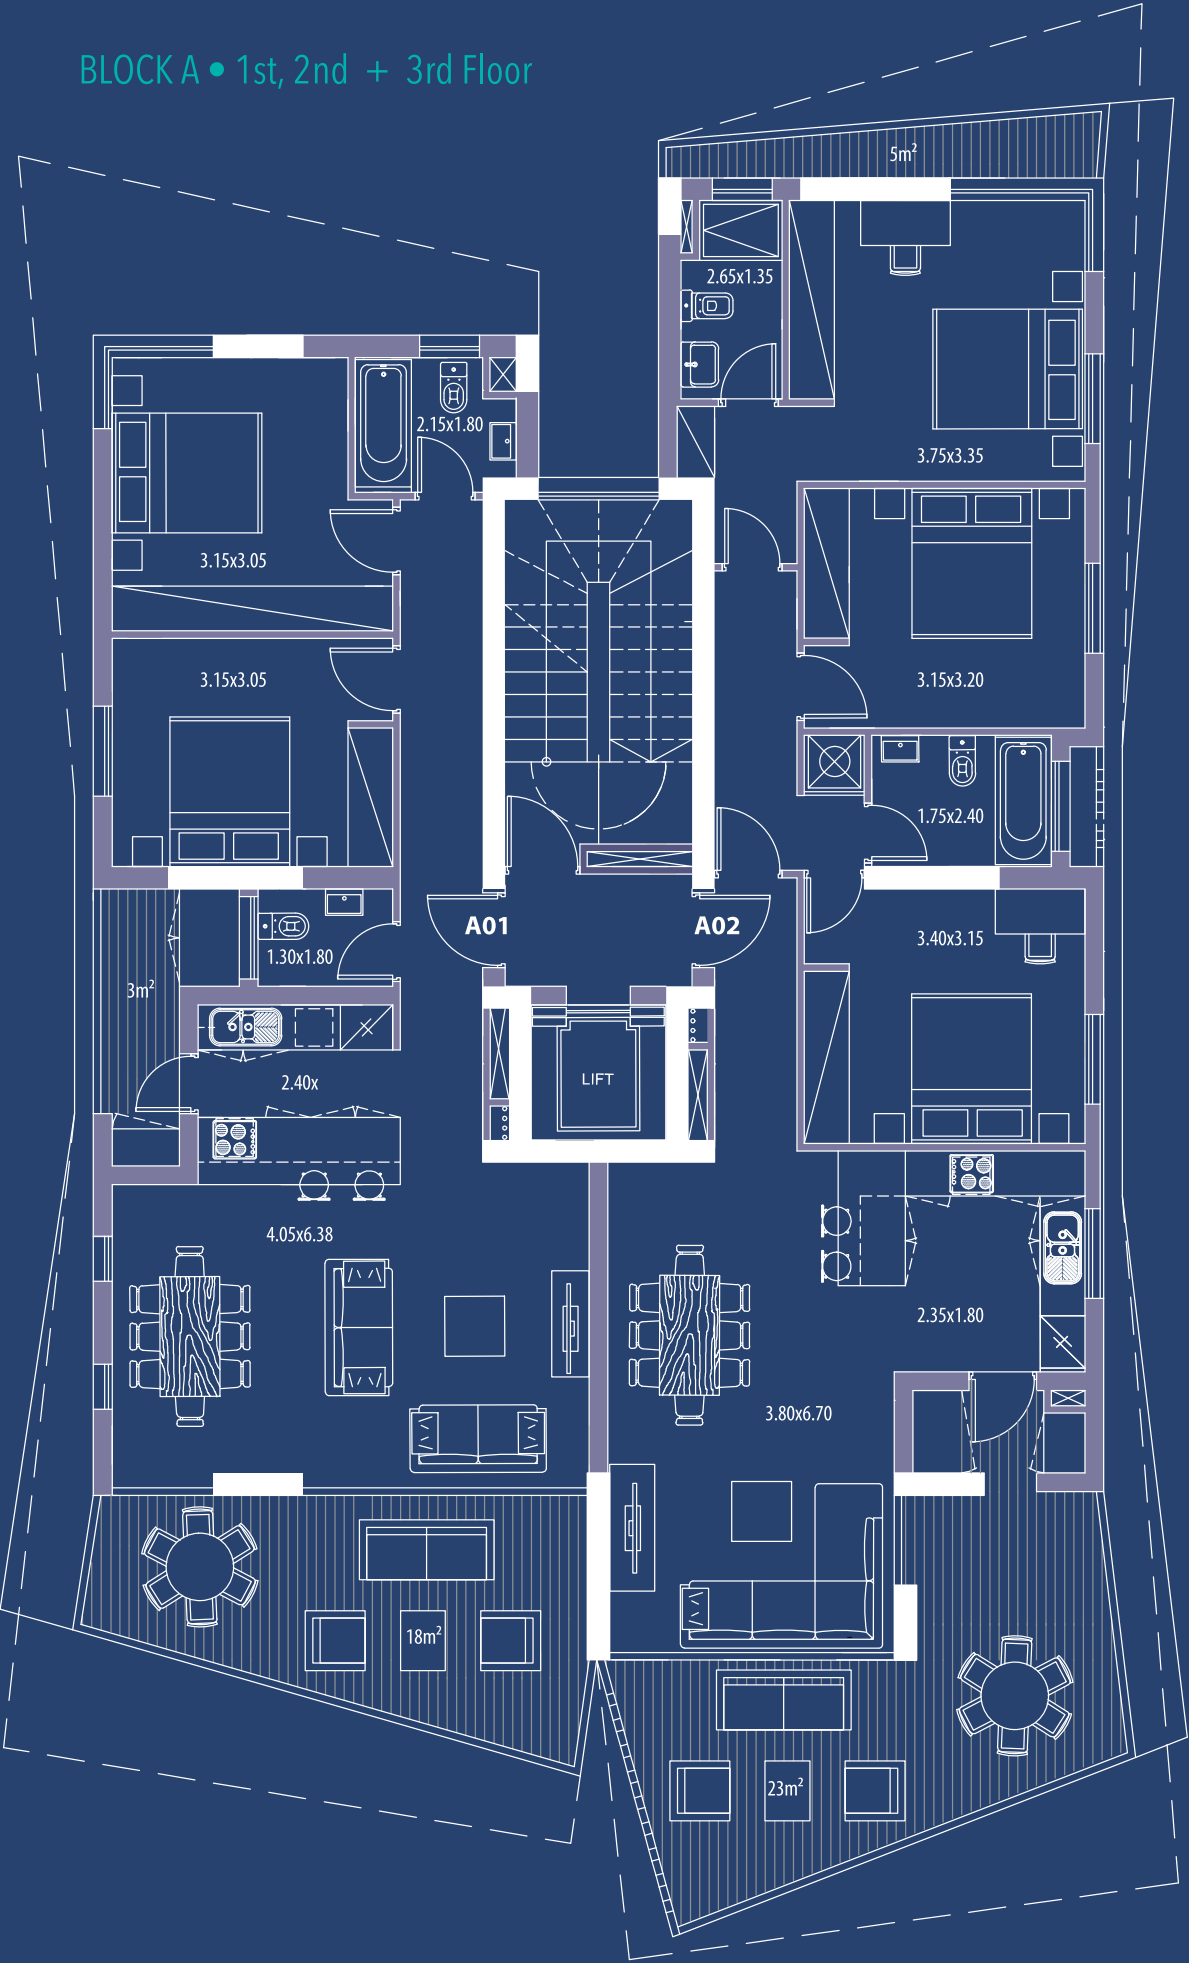 BLOCK A • 1st, 2nd + 3rd Floor
5m²
2.65x1.35
2.15x1.80
3.75x3.35
3.15x3.05
3.15x3.05
3.15x3.20
1.75x2.40
A01
A02
3.40x3.15
1.30x1.80
3m²
2.40x
LIFT
4.05x6.38
2.35x1.80
3.80x6.70
18m²
23m²